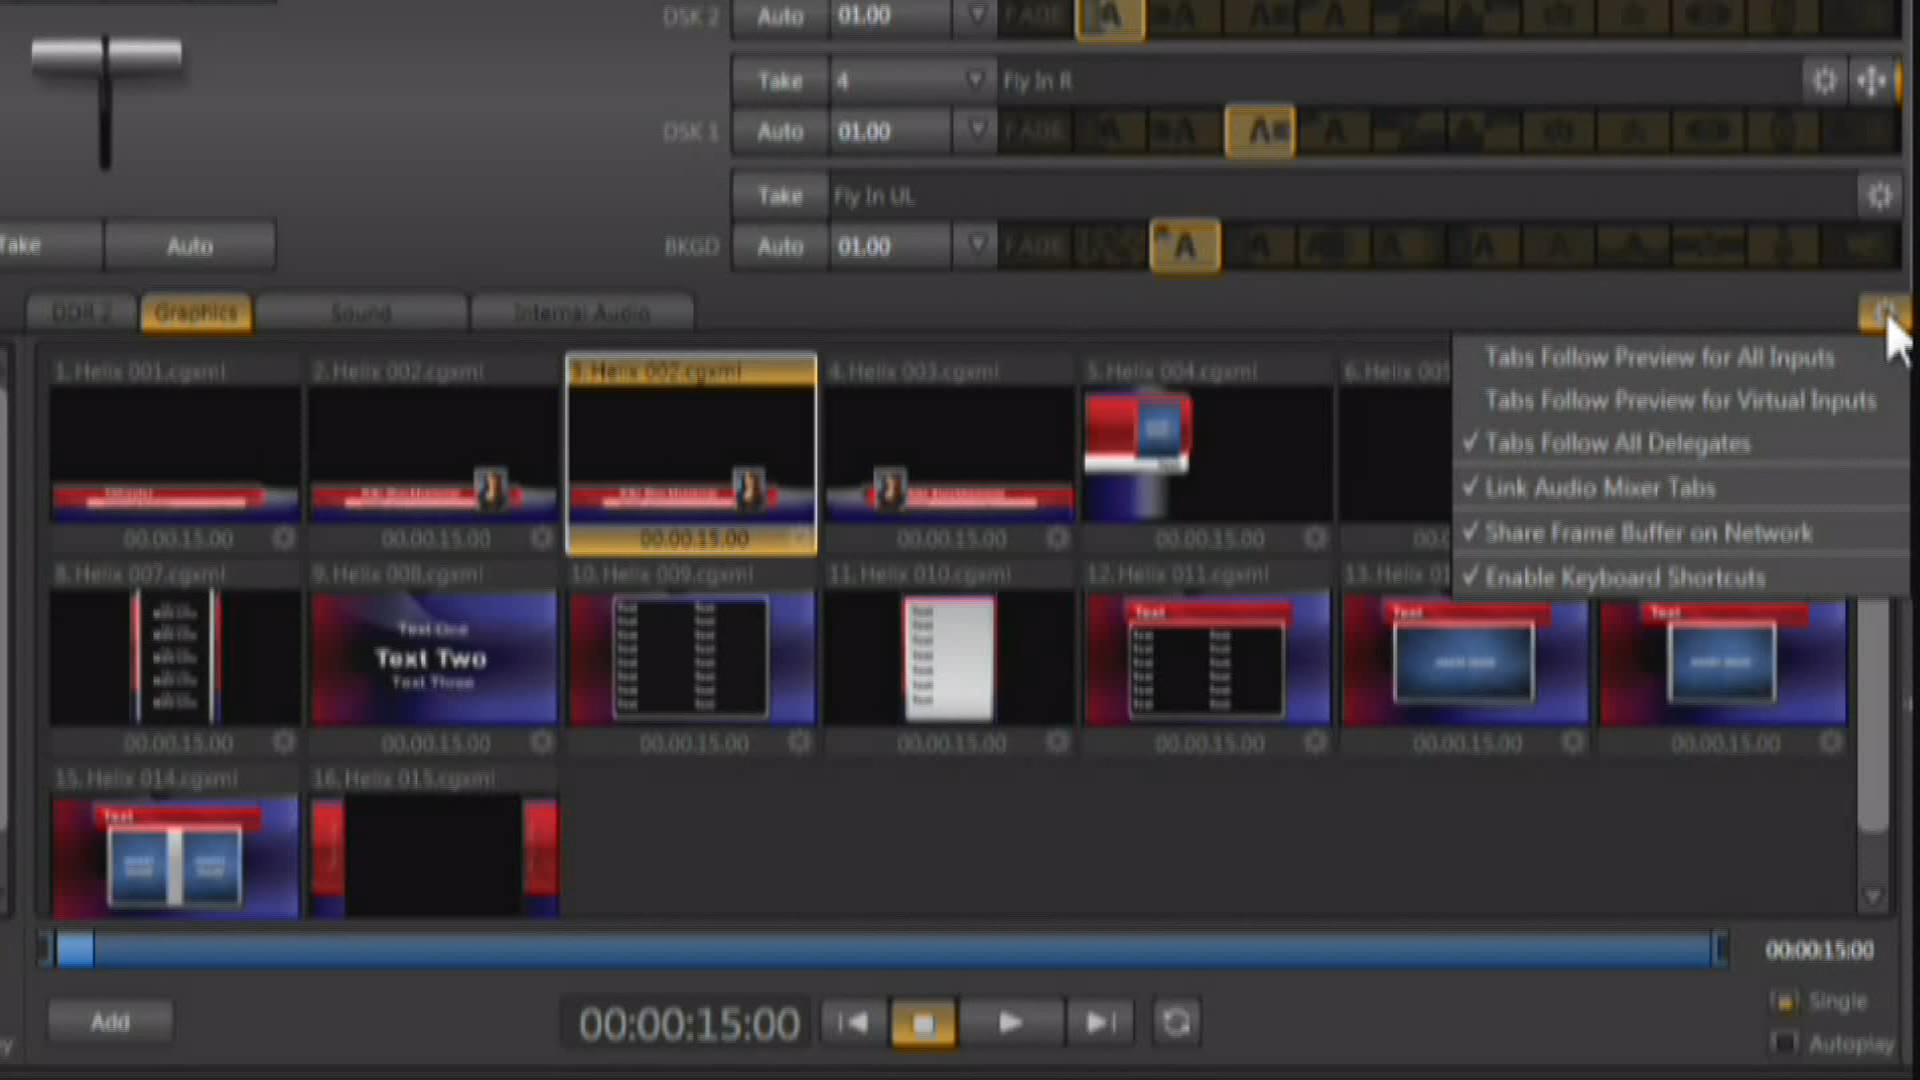 DSK 2 Auto 01.00 FADE
Take 4 Fly In R
DSK 1 Auto 01.00 FADE
Take Fly In UL
Take Auto BKGD Auto 01.00 FADE
DDR 2 Graphics Sound Internal Audio
Tabs Follow Preview for All Inputs
Tabs Follow Preview for Virtual Inputs
✓ Tabs Follow All Delegates
✓ Link Audio Mixer Tabs
✓ Share Frame Buffer on Network
✓ Enable Keyboard Shortcuts
1. Helix 001.cgxml 2. Helix 002.cgxml 3. Helix 002.cgxml 4. Helix 003.cgxml 5. Helix 004.cgxml 6. Helix 005
00:00:15:00 00:00:15:00 00:00:15:00 00:00:15:00 00:00:15:00
8. Helix 007.cgxml 9. Helix 008.cgxml 10. Helix 009.cgxml 11. Helix 010.cgxml 12. Helix 011.cgxml 13. Helix 01
Text One
Text Two
Text Three
Text Text Text
00:00:15:00 00:00:15:00 00:00:15:00 00:00:15:00 00:00:15:00 00:00:15:00 00:00:15:00
15. Helix 014.cgxml 16. Helix 015.cgxml
Text
00:00:15:00
Add 00:00:15:00 Single
Autoplay